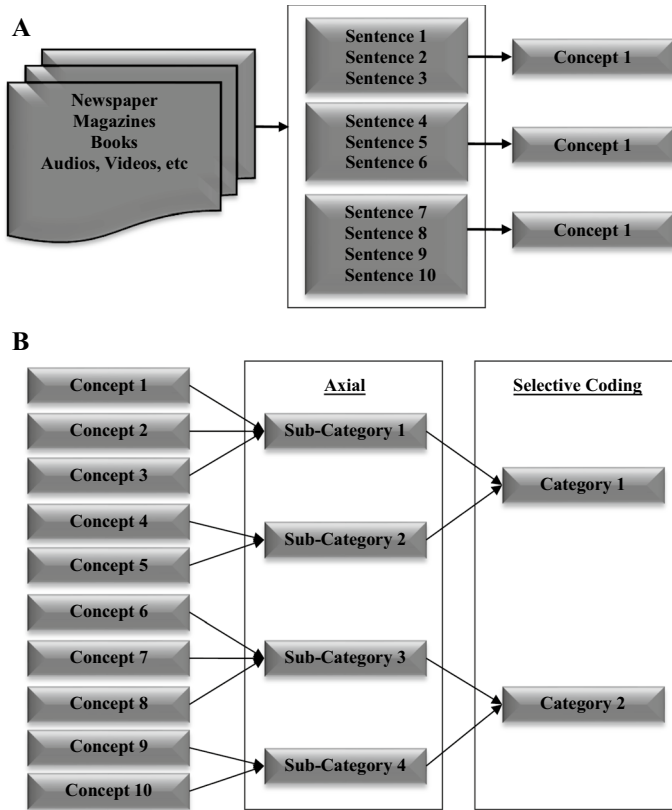 A
Newspaper
Magazines
Books
Audios, Videos, etc
Sentence 1
Sentence 2
Sentence 3
Concept 1
Sentence 4
Sentence 5
Sentence 6
Concept 1
Sentence 7
Sentence 8
Sentence 9
Sentence 10
Concept 1
B
Concept 1
Concept 2
Concept 3
Concept 4
Concept 5
Concept 6
Concept 7
Concept 8
Concept 9
Concept 10
Axial
Sub-Category 1
Sub-Category 2
Sub-Category 3
Sub-Category 4
Selective Coding
Category 1
Category 2